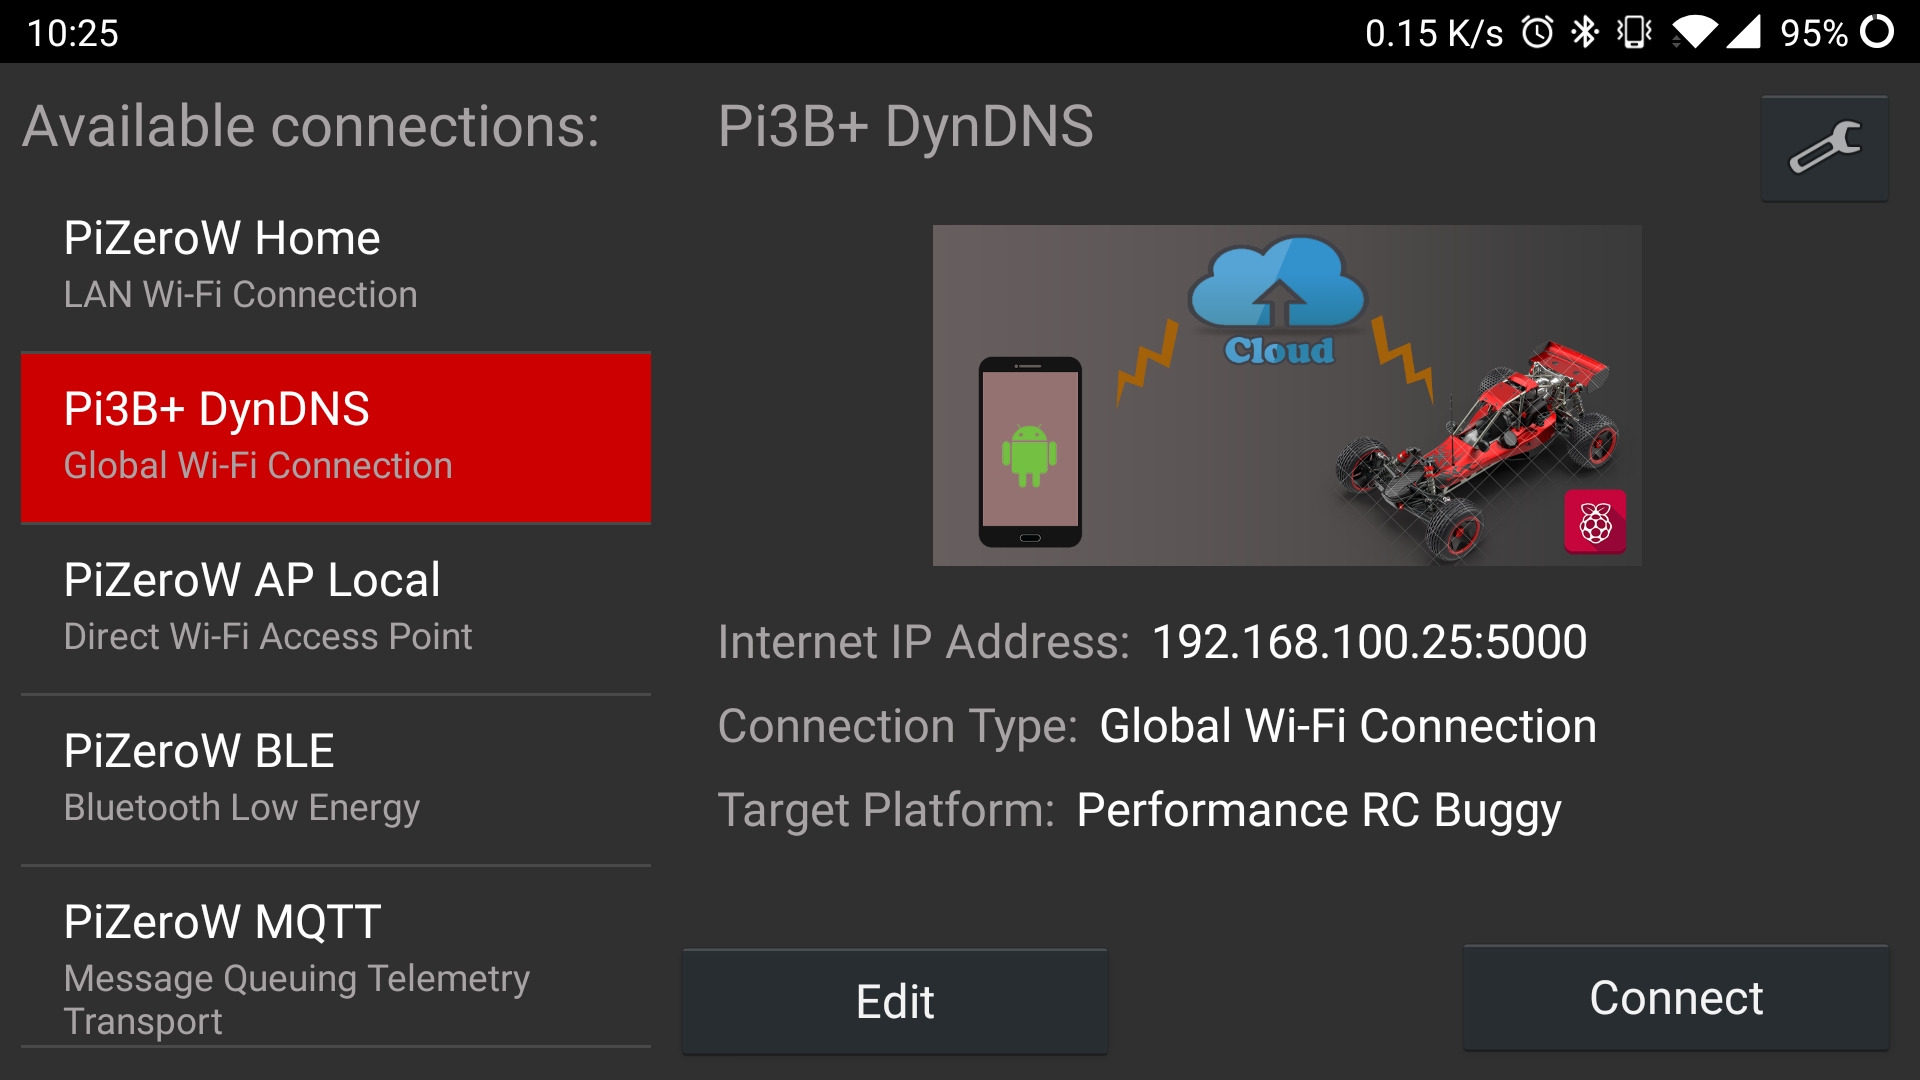 10:25
0.15 K/s
95%
Available connections:
PiZeroW Home
LAN Wi-Fi Connection
Pi3B+ DynDNS
Global Wi-Fi Connection
PiZeroW AP Local
Direct Wi-Fi Access Point
PiZeroW BLE
Bluetooth Low Energy
PiZeroW MQTT
Message Queuing Telemetry
Transport
Pi3B+ DynDNS
Cloud
Internet IP Address: 192.168.100.25:5000
Connection Type: Global Wi-Fi Connection
Target Platform: Performance RC Buggy
Edit
Connect